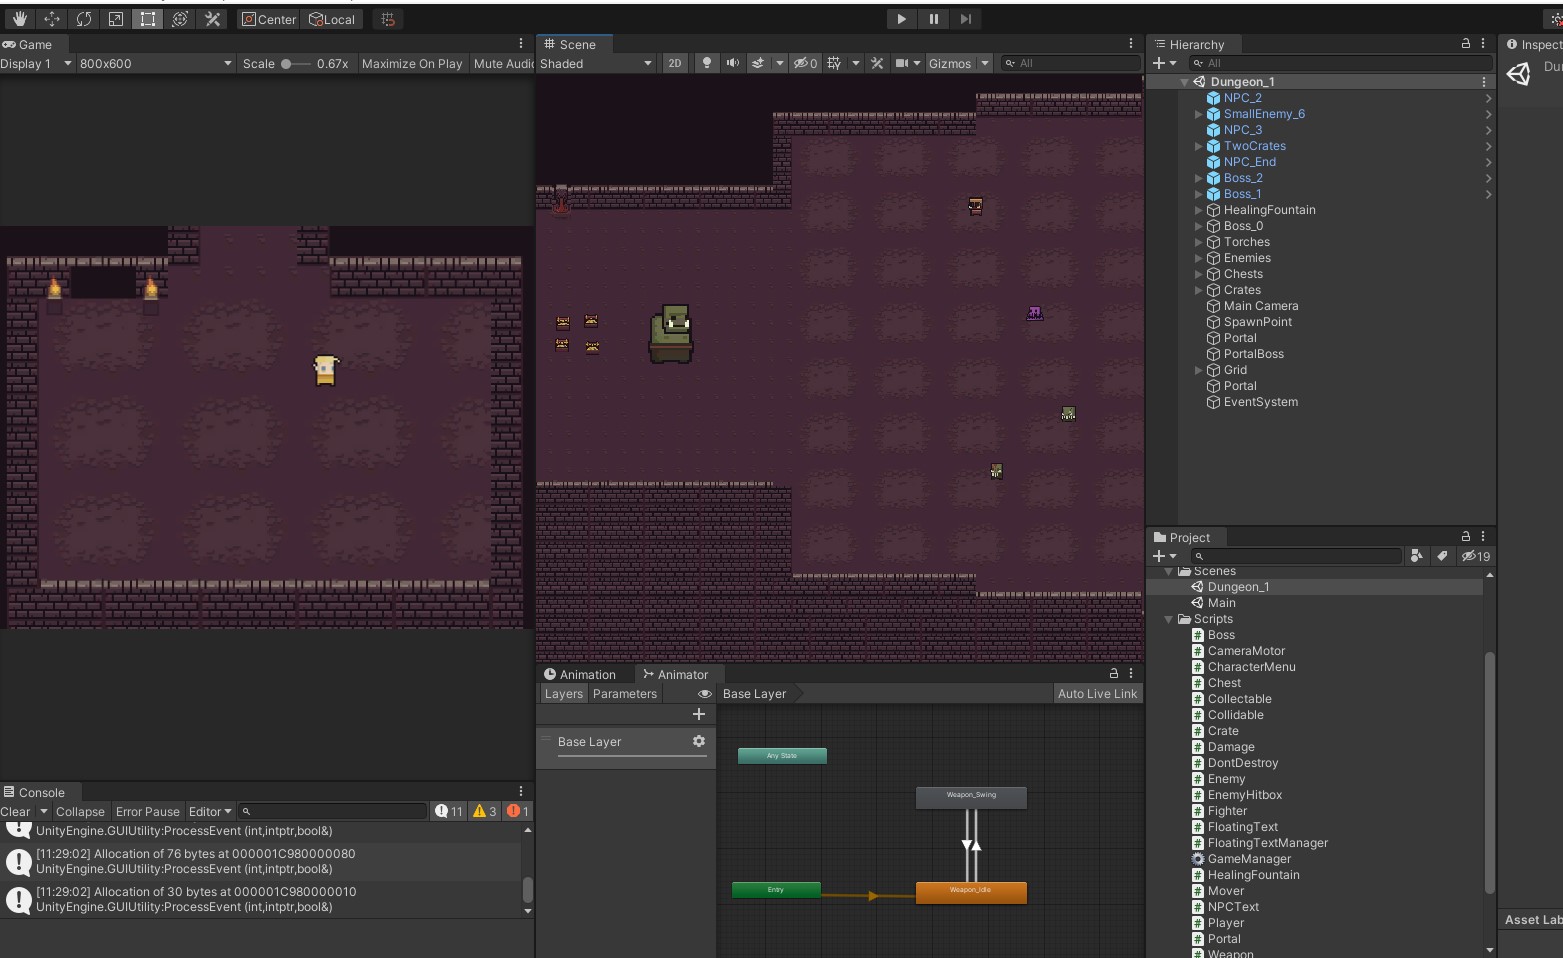 Center
Local
Game
Display 1
800x600
Scale
0.67x
Maximize On Play
Mute Audi
Scene
Shaded
2D
0
Gizmos
All
Hierarchy
All
Dungeon_1
NPC_2
SmallEnemy_6
NPC_3
TwoCrates
NPC_End
Boss_2
Boss_1
HealingFountain
Boss_0
Torches
Enemies
Chests
Crates
Main Camera
SpawnPoint
Portal
PortalBoss
Grid
Portal
EventSystem
Inspect
Du
Project
19
Scenes
Dungeon_1
Main
Scripts
Boss
CameraMotor
CharacterMenu
Chest
Collectable
Collidable
Crate
Damage
DontDestroy
Enemy
EnemyHitbox
Fighter
FloatingText
FloatingTextManager
GameManager
HealingFountain
Mover
NPCText
Player
Portal
Weapon
Asset Lab
Animation
Animator
Layers
Parameters
Base Layer
Auto Live Link
Base Layer
Any State
Weapon_Swing
Entry
Weapon_Idle
Console
Clear
Collapse
Error Pause
Editor
11
3
1
UnityEngine.GUIUtility:ProcessEvent (int,intptr,bool&)
[11:29:02] Allocation of 76 bytes at 000001C980000080
UnityEngine.GUIUtility:ProcessEvent (int,intptr,bool&)
[11:29:02] Allocation of 30 bytes at 000001C980000010
UnityEngine.GUIUtility:ProcessEvent (int,intptr,bool&)